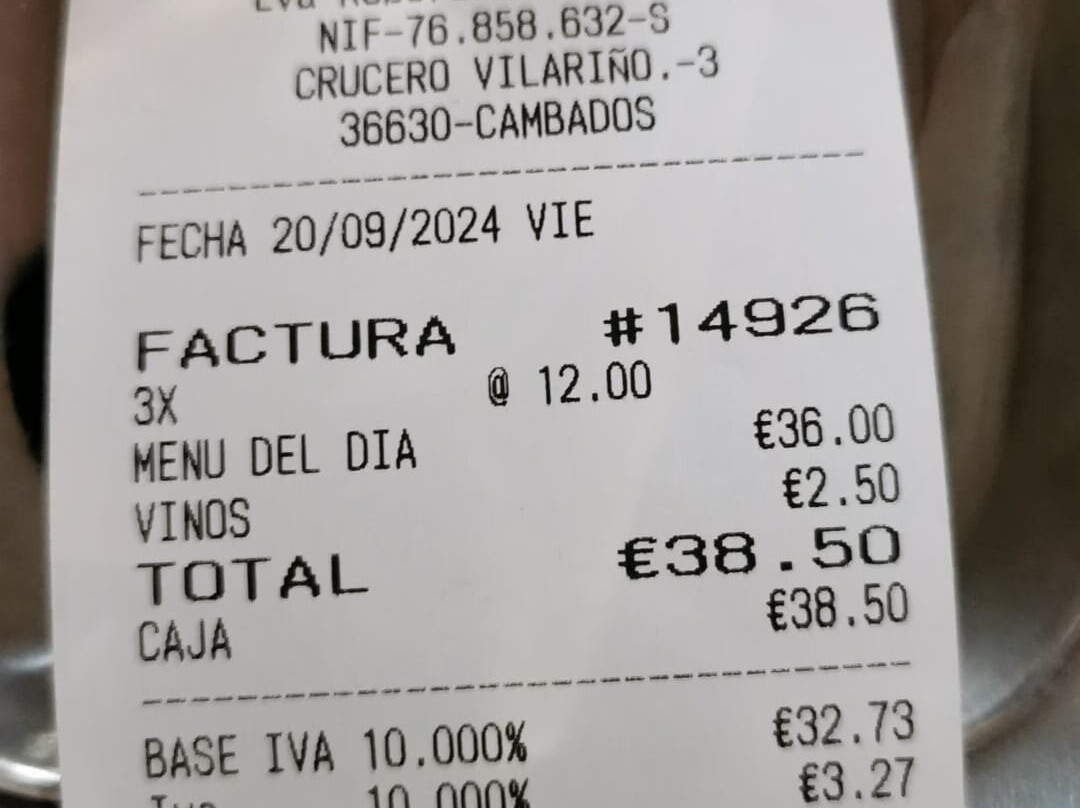 NIF-76.858.632-S
CRUCERO VILARIÑO.-3
36630-CAMBADOS
FECHA 20/09/2024 VIE
FACTURA #14926
3X @ 12.00
MENU DEL DIA €36.00
VINOS €2.50
TOTAL €38.50
CAJA €38.50
BASE IVA 10.000% €32.73
10.000% €3.27